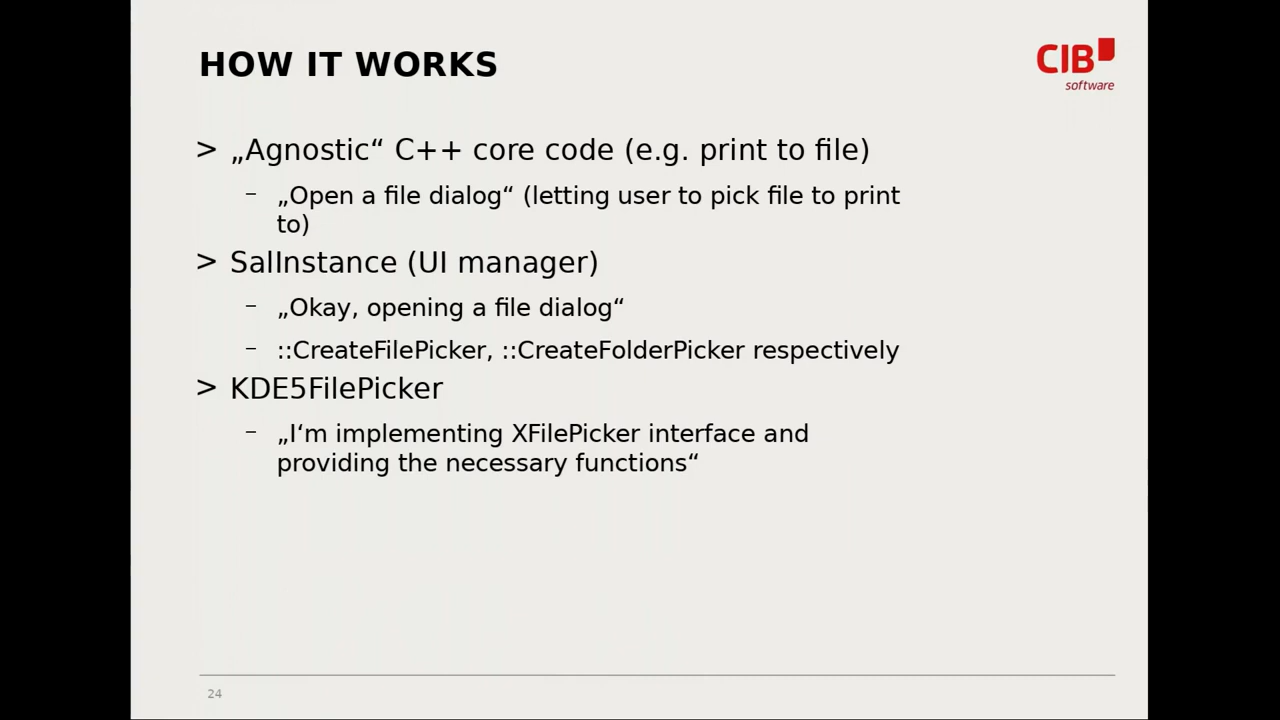 HOW IT WORKS
CIB
software
> „Agnostic“ C++ core code (e.g. print to file)
– „Open a file dialog“ (letting user to pick file to print
to)
> SalInstance (UI manager)
– „Okay, opening a file dialog“
– ::CreateFilePicker, ::CreateFolderPicker respectively
> KDE5FilePicker
– „I‘m implementing XFilePicker interface and
providing the necessary functions“
24